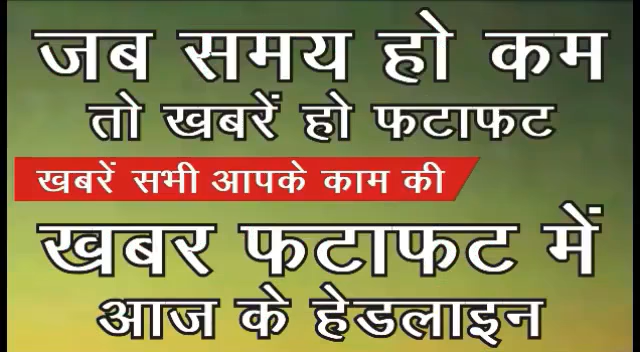 जब समय हो कम
तो खबरें हो फटाफट
खबरें सभी आपके काम की
खबर फटाफट में
आज के हेडलाइन